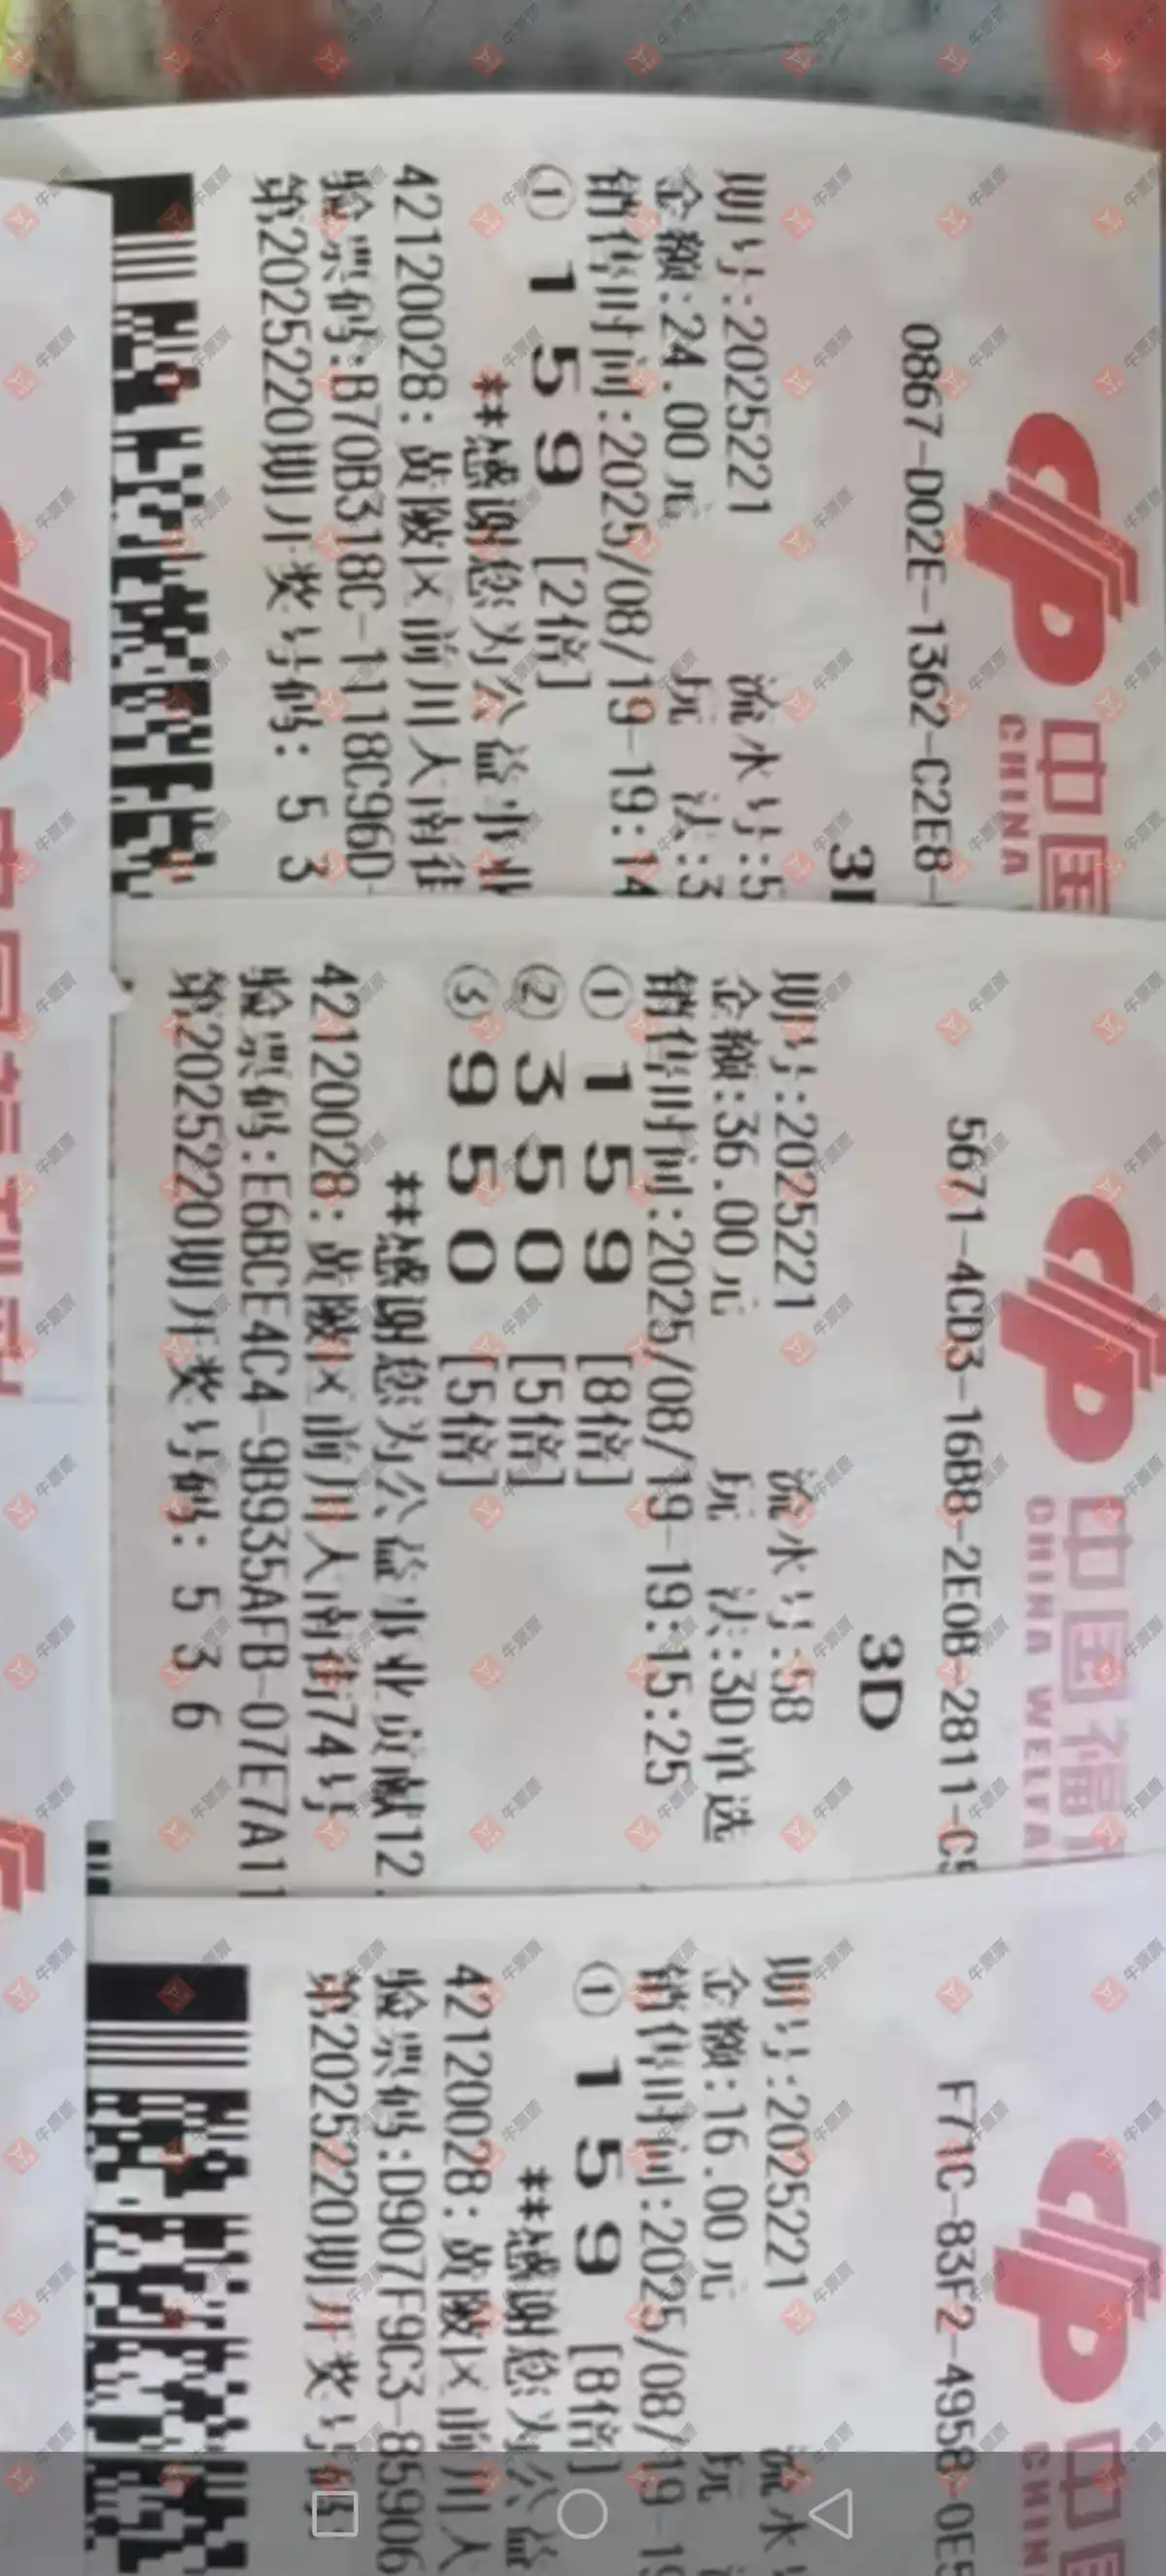 中国
CHINA
0867-D02E-1362-C2E8-
3
期号:2025221 流水号:5
金额:24.00元 玩 法:3
销售时间:2025/08/19-19:14
① 1 5 9 [2倍]
**感谢您为公益事业
42120028: 黄陂区前川人南街
验票码:B70B318C-1118C96D-
第2025220期开奖号码: 5 3
中国福
CHINA WELFA
5671-4CD3-16B8-2E0B-2811-C
3D
期号:2025221 流水号:58
金额:36.00元 玩 法:3D单选
销售时间:2025/08/19-19:15:25
① 1 5 9 [8倍]
② 3 5 0 [5倍]
③ 9 5 0 [5倍]
**感谢您为公益事业贡献12.
42120028: 黄陂区前川人南街74号
验票码:E6BCE4C4-9B935AFB-07E7A1
第2025220期开奖号码: 5 3 6
中国
CHIN
F71C-83F2-4958-0E5
期号:2025221 流水
金额:16.00元 玩
销售时间:2025/08/19-1
① 1 5 9 [8倍]
**感谢您为公益
42120028: 黄陂区前川人
验票码:D907F9C3-85906
第2025220期开奖号码
牛票票